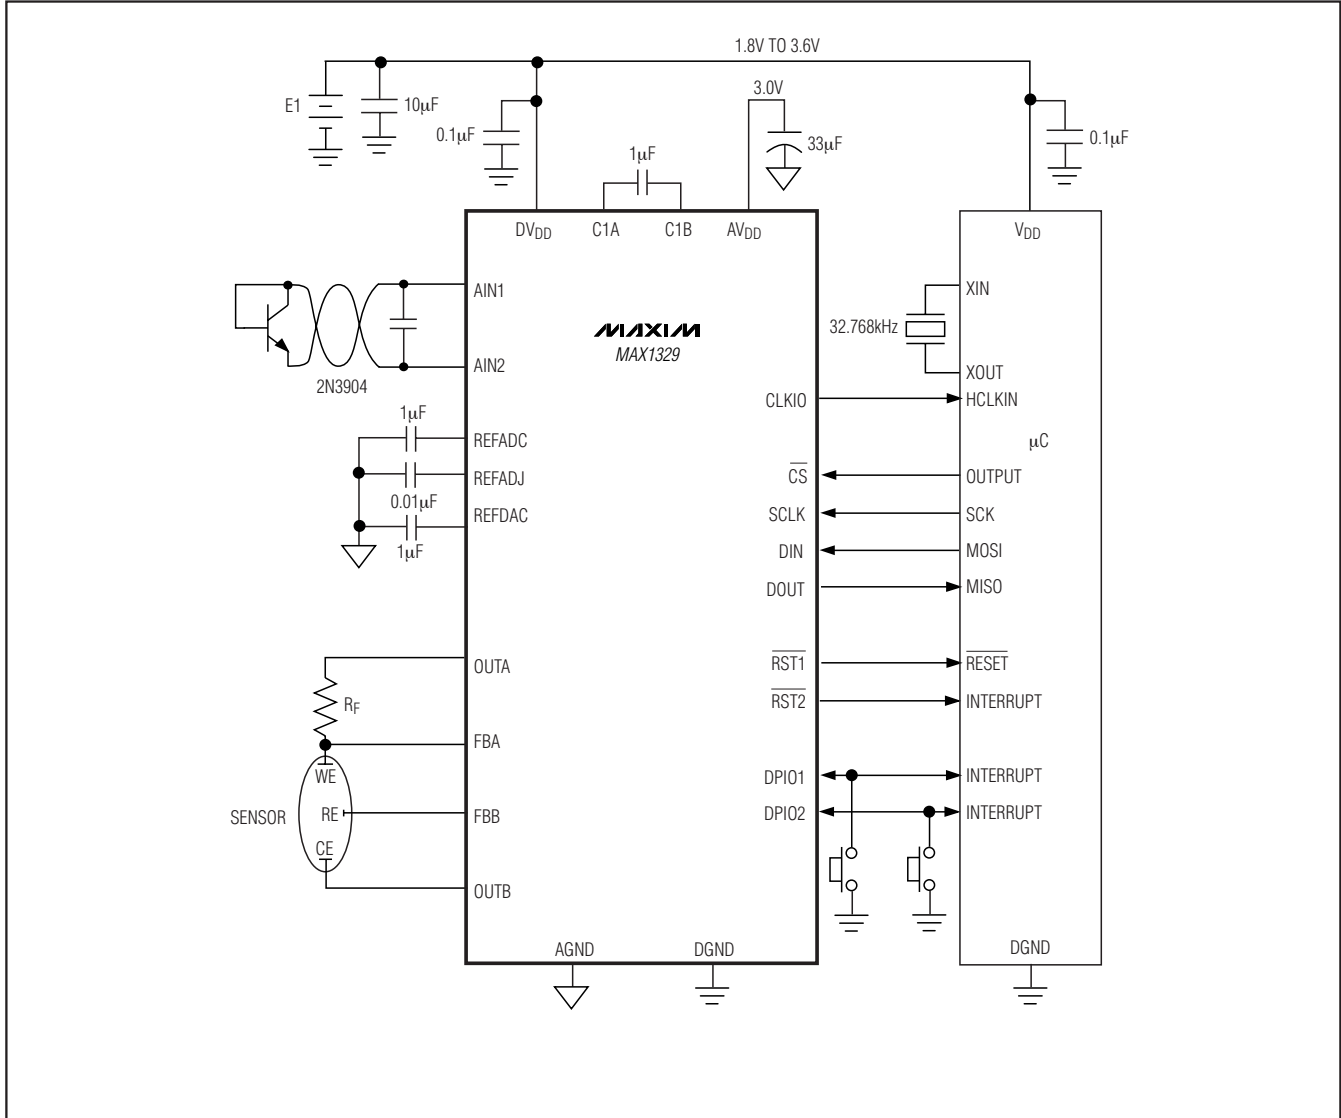 1.8V TO 3.6V
E1
10μF
0.1μF
3.0V
33μF
0.1μF
1μF
DVDD
C1A
C1B
AVDD
VDD
AIN1
AIN2
2N3904
MAXIM
MAX1329
XIN
32.768kHz
XOUT
CLKIO
HCLKIN
μC
1μF
REFADC
REFADJ
0.01μF
REFDAC
1μF
CS
OUTPUT
SCLK
SCK
DIN
MOSI
DOUT
MISO
OUTA
RST1
RESET
RF
RST2
INTERRUPT
FBA
WE
DPIO1
INTERRUPT
SENSOR
RE
FBB
DPIO2
INTERRUPT
CE
OUTB
AGND
DGND
DGND